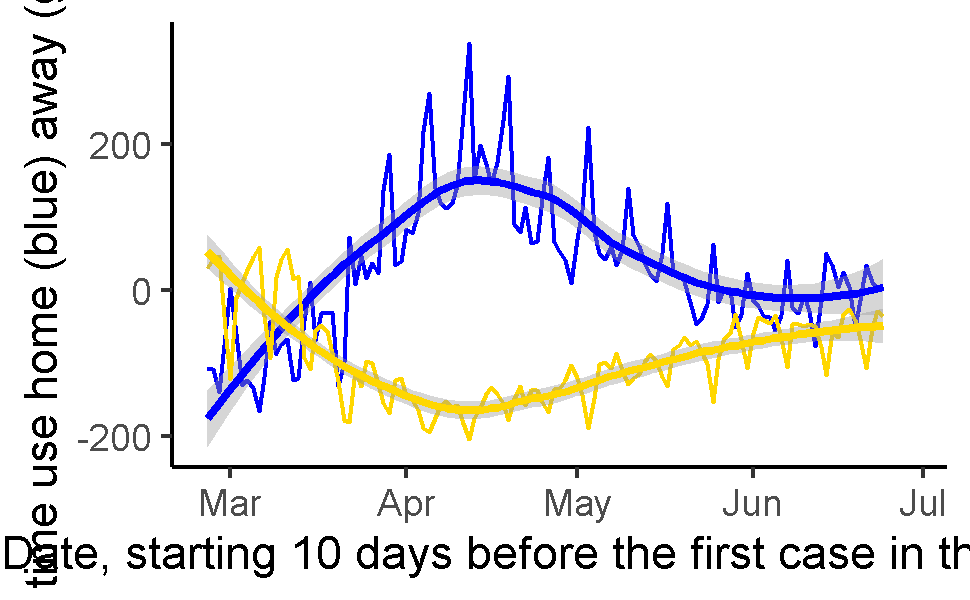 time use home (blue) away (
200
0
-200
Mar Apr May Jun Jul
Date, starting 10 days before the first case in th